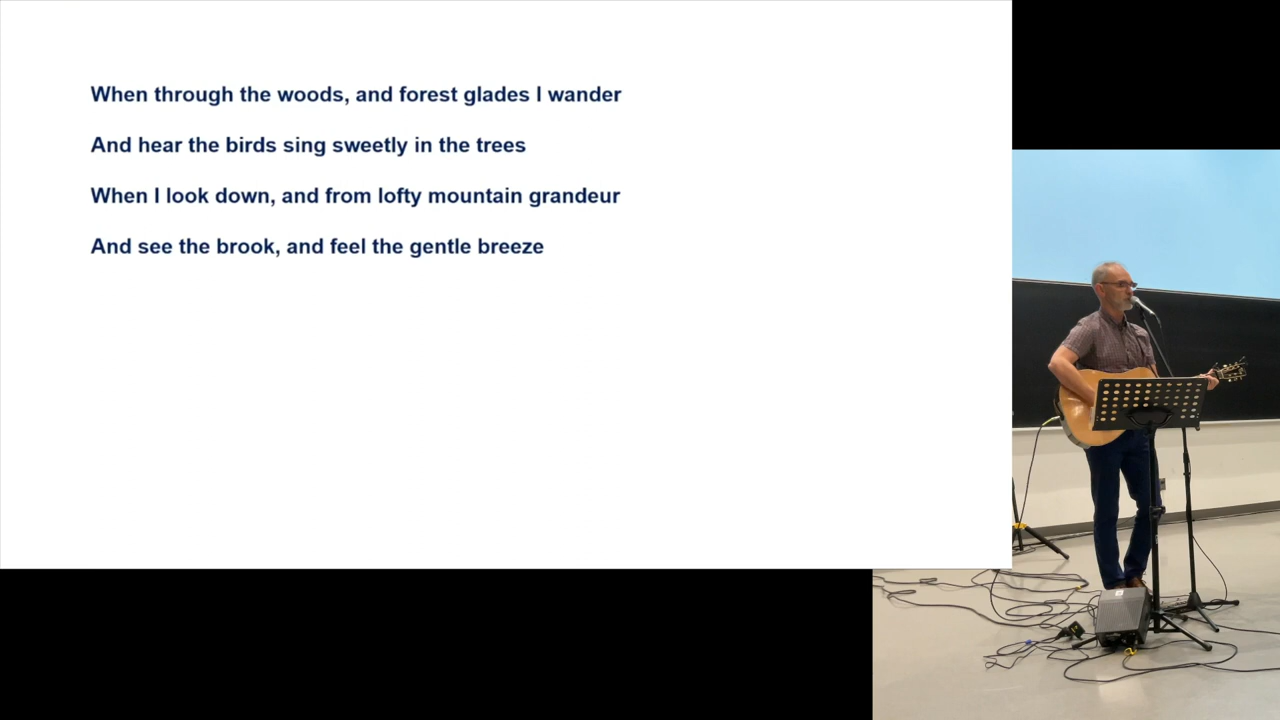 When through the woods, and forest glades I wander
And hear the birds sing sweetly in the trees
When I look down, and from lofty mountain grandeur
And see the brook, and feel the gentle breeze